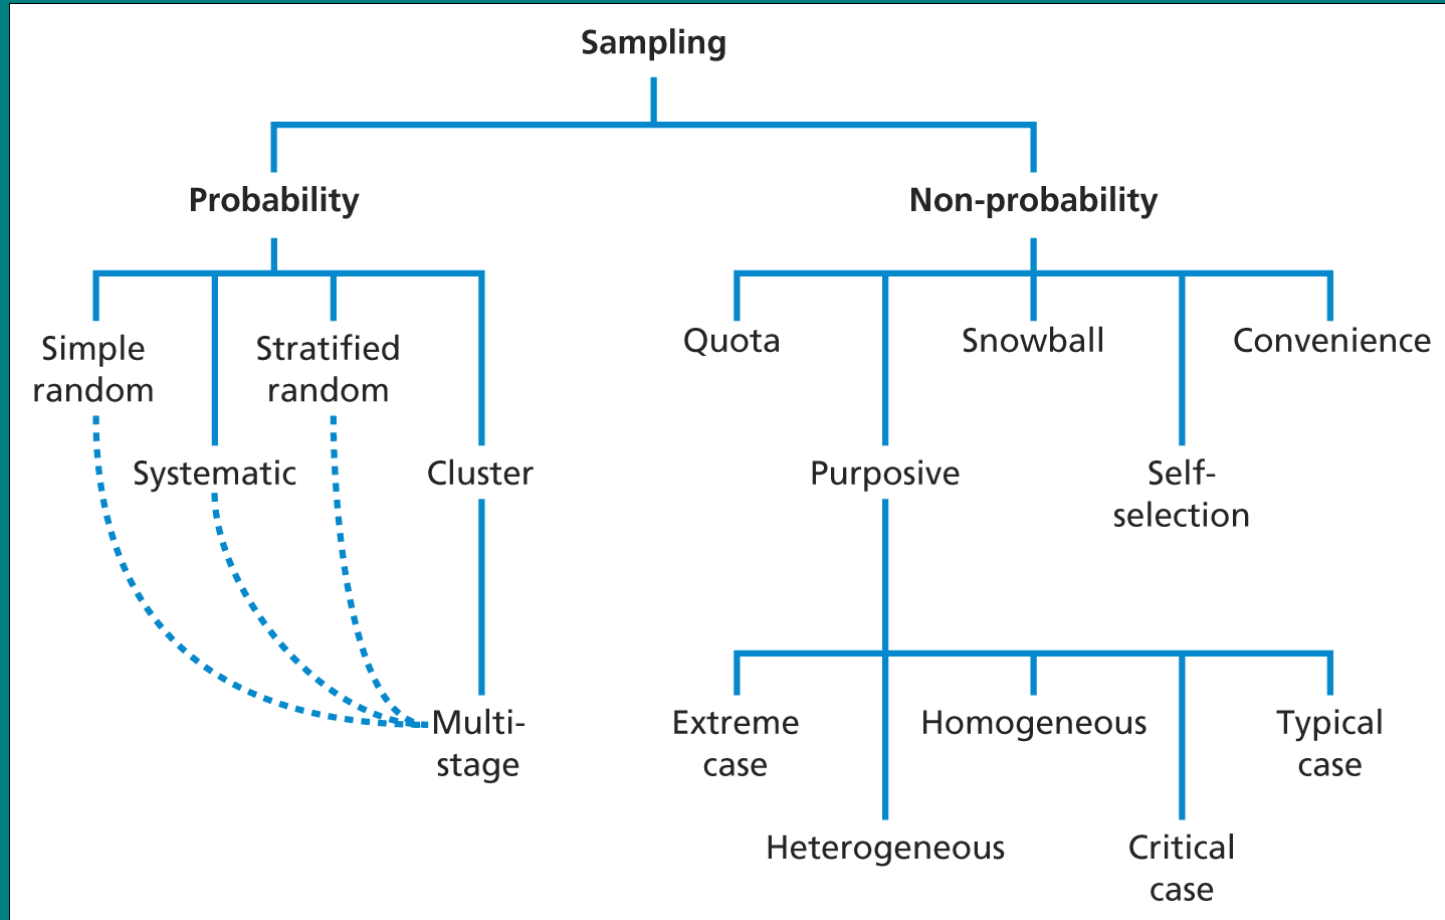 Sampling
Probability
Non-probability
Simple
random
Stratified
random
Systematic
Cluster
Multi-
stage
Quota
Snowball
Convenience
Purposive
Self-
selection
Extreme
case
Homogeneous
Typical
case
Heterogeneous
Critical
case